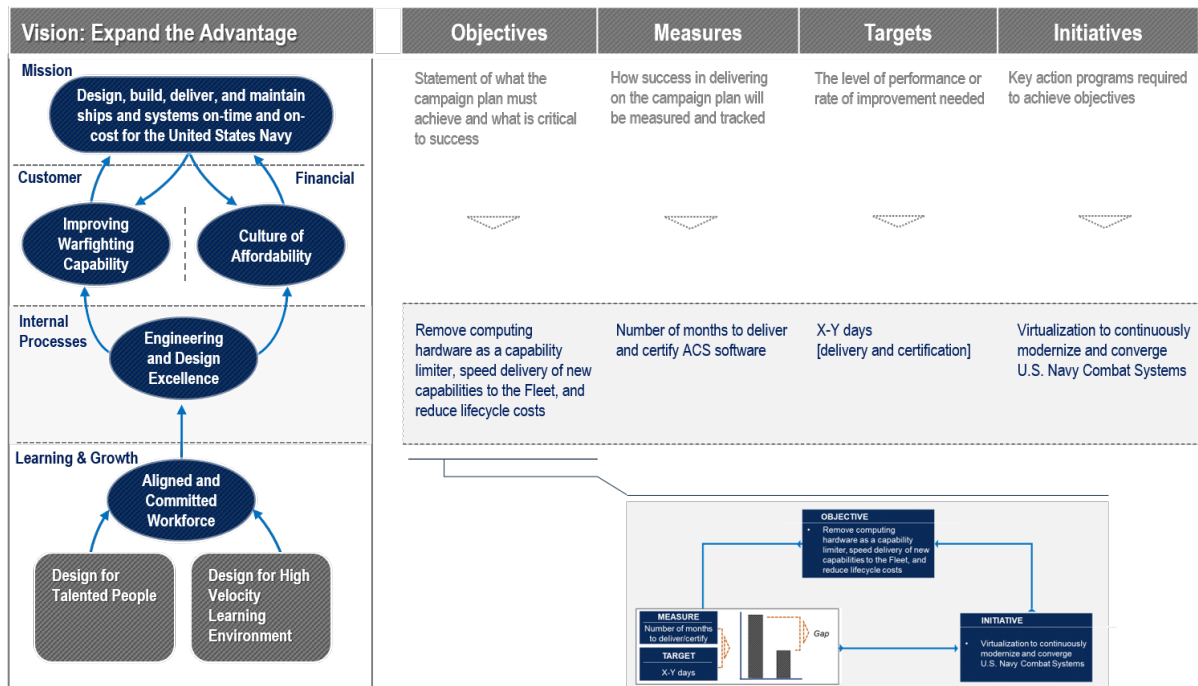 Vision: Expand the Advantage
Objectives
Measures
Targets
Initiatives
Mission
Design, build, deliver, and maintain
ships and systems on-time and on-
cost for the United States Navy
Statement of what the
campaign plan must
achieve and what is critical
to success
How success in delivering
on the campaign plan will
be measured and tracked
The level of performance or
rate of improvement needed
Key action programs required
to achieve objectives
Customer
Financial
Improving
Warfighting
Capability
Culture of
Affordability
Internal
Processes
Engineering
and Design
Excellence
Remove computing
hardware as a capability
limiter, speed delivery of new
capabilities to the Fleet, and
reduce lifecycle costs
Number of months to deliver
and certify ACS software
X-Y days
[delivery and certification]
Virtualization to continuously
modernize and converge
U.S. Navy Combat Systems
Learning & Growth
Aligned and
Committed
Workforce
Design for
Talented People
Design for High
Velocity
Learning
Environment
OBJECTIVE
• Remove computing
hardware as a capability
limiter, speed delivery of new
capabilities to the Fleet, and
reduce lifecycle costs
MEASURE
Number of months
to deliver/certify
TARGET
X-Y days
Gap
INITIATIVE
• Virtualization to continuously
modernize and converge
U.S. Navy Combat Systems